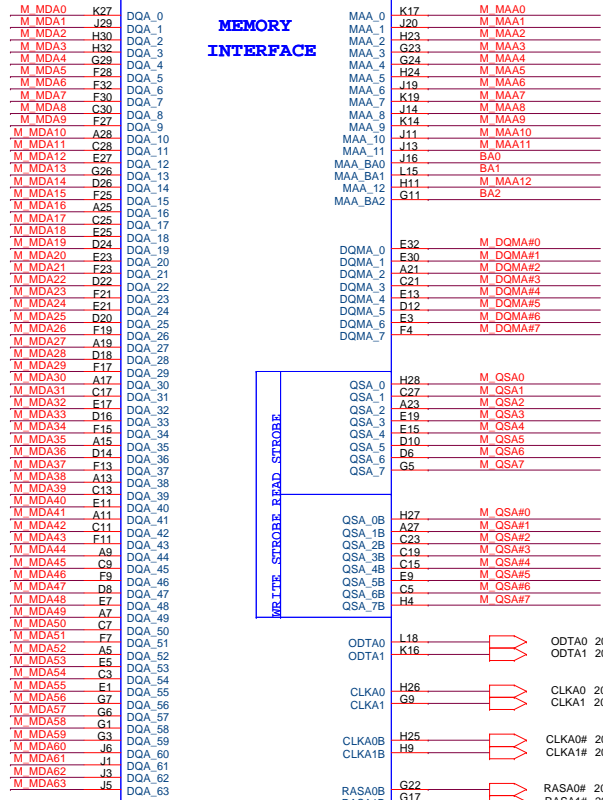 M_MDA0 K27 DQA_0
M_MDA1 J29 DQA_1
M_MDA2 H30 DQA_2
M_MDA3 H32 DQA_3
M_MDA4 G29 DQA_4
M_MDA5 F28 DQA_5
M_MDA6 F32 DQA_6
M_MDA7 F30 DQA_7
M_MDA8 C30 DQA_8
M_MDA9 F27 DQA_9
M_MDA10 A28 DQA_10
M_MDA11 C28 DQA_11
M_MDA12 E27 DQA_12
M_MDA13 G26 DQA_13
M_MDA14 D26 DQA_14
M_MDA15 F25 DQA_15
M_MDA16 A25 DQA_16
M_MDA17 C25 DQA_17
M_MDA18 E25 DQA_18
M_MDA19 D24 DQA_19
M_MDA20 E23 DQA_20
M_MDA21 F23 DQA_21
M_MDA22 D22 DQA_22
M_MDA23 F21 DQA_23
M_MDA24 E21 DQA_24
M_MDA25 D20 DQA_25
M_MDA26 F19 DQA_26
M_MDA27 A19 DQA_27
M_MDA28 D18 DQA_28
M_MDA29 F17 DQA_29
M_MDA30 A17 DQA_30
M_MDA31 C17 DQA_31
M_MDA32 E17 DQA_32
M_MDA33 D16 DQA_33
M_MDA34 F15 DQA_34
M_MDA35 A15 DQA_35
M_MDA36 D14 DQA_36
M_MDA37 F13 DQA_37
M_MDA38 A13 DQA_38
M_MDA39 C13 DQA_39
M_MDA40 E11 DQA_40
M_MDA41 A11 DQA_41
M_MDA42 C11 DQA_42
M_MDA43 F11 DQA_43
M_MDA44 A9 DQA_44
M_MDA45 C9 DQA_45
M_MDA46 F9 DQA_46
M_MDA47 D8 DQA_47
M_MDA48 E7 DQA_48
M_MDA49 A7 DQA_49
M_MDA50 C7 DQA_50
M_MDA51 F7 DQA_51
M_MDA52 A5 DQA_52
M_MDA53 E5 DQA_53
M_MDA54 C3 DQA_54
M_MDA55 E1 DQA_55
M_MDA56 G7 DQA_56
M_MDA57 G6 DQA_57
M_MDA58 G1 DQA_58
M_MDA59 G3 DQA_59
M_MDA60 J6 DQA_60
M_MDA61 J1 DQA_61
M_MDA62 J3 DQA_62
M_MDA63 J5 DQA_63
MEMORY
INTERFACE
MAA_0 K17 M_MAA0
MAA_1 J20 M_MAA1
MAA_2 H23 M_MAA2
MAA_3 G23 M_MAA3
MAA_4 G24 M_MAA4
MAA_5 H24 M_MAA5
MAA_6 J19 M_MAA6
MAA_7 K19 M_MAA7
MAA_8 J14 M_MAA8
MAA_9 K14 M_MAA9
MAA_10 J11 M_MAA10
MAA_11 J13 M_MAA11
MAA_BA0 J16 BA0
MAA_BA1 L15 BA1
MAA_12 H11 M_MAA12
MAA_BA2 G11 BA2
DQMA_0 E32 M_DQMA#0
DQMA_1 E30 M_DQMA#1
DQMA_2 A21 M_DQMA#2
DQMA_3 C21 M_DQMA#3
DQMA_4 E13 M_DQMA#4
DQMA_5 D12 M_DQMA#5
DQMA_6 E3 M_DQMA#6
DQMA_7 F4 M_DQMA#7
WRITE STROBE READ STROBE
QSA_0 H28 M_QSA0
QSA_1 C27 M_QSA1
QSA_2 A23 M_QSA2
QSA_3 E19 M_QSA3
QSA_4 E15 M_QSA4
QSA_5 D10 M_QSA5
QSA_6 D6 M_QSA6
QSA_7 G5 M_QSA7
QSA_0B H27 M_QSA#0
QSA_1B A27 M_QSA#1
QSA_2B C23 M_QSA#2
QSA_3B C19 M_QSA#3
QSA_4B C15 M_QSA#4
QSA_5B E9 M_QSA#5
QSA_6B C5 M_QSA#6
QSA_7B H4 M_QSA#7
ODTA0 L18 ODTA0 20
ODTA1 K16 ODTA1 20
CLKA0 H26 CLKA0 20
CLKA1 G9 CLKA1 20
CLKA0B H25 CLKA0# 20
CLKA1B H9 CLKA1# 20
RASA0B G22 RASA0# 20
G17